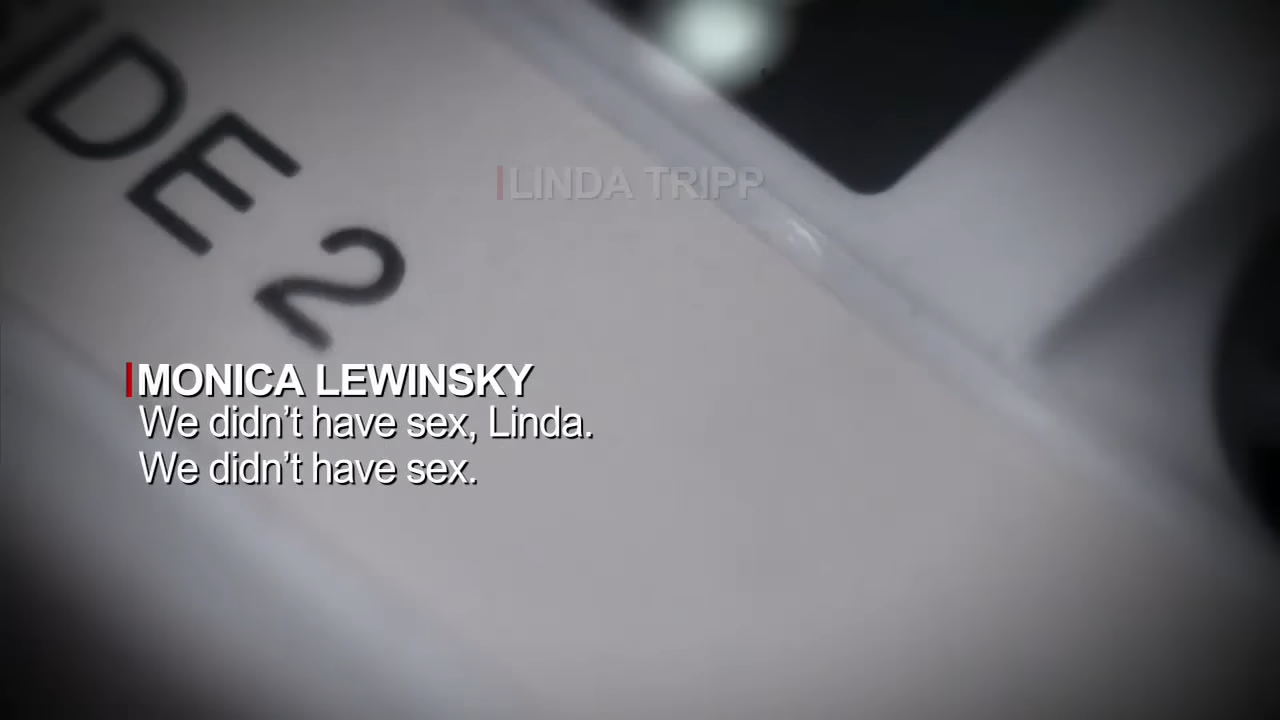 IDE 2
LINDA TRIPP
MONICA LEWINSKY
We didn’t have sex, Linda.
We didn’t have sex.